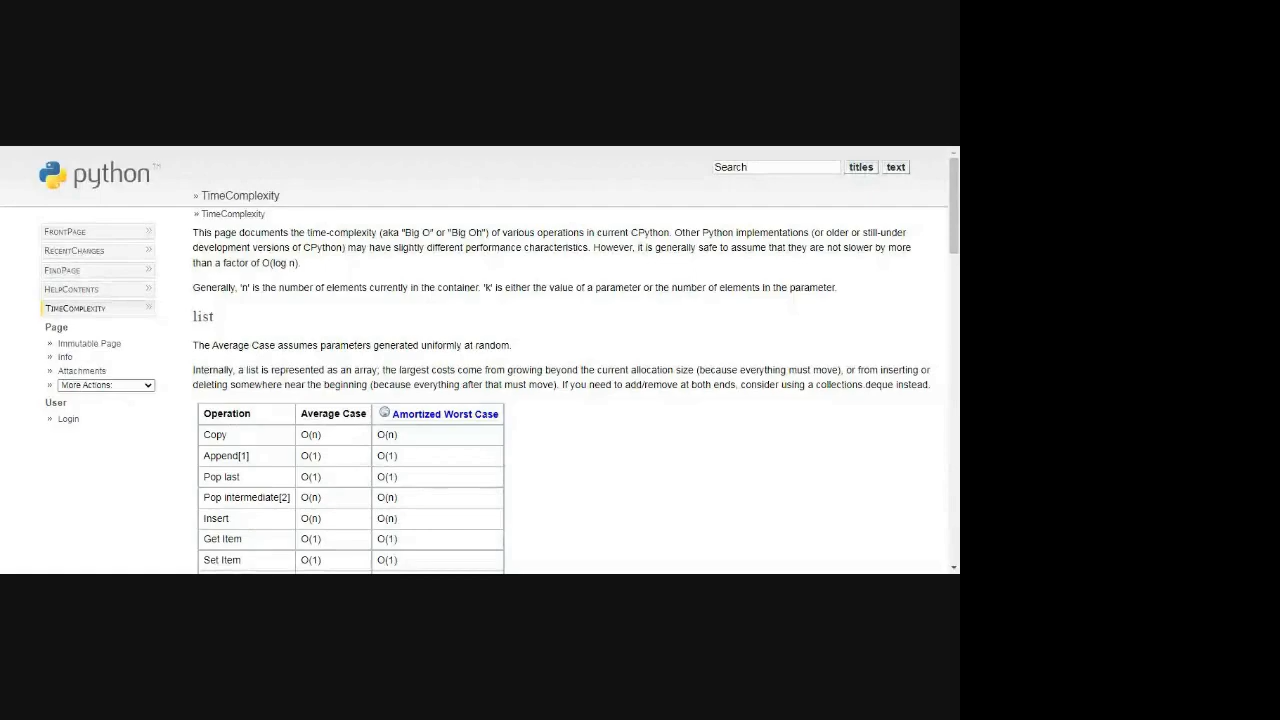 python™
Search titles text
» TimeComplexity
» TimeComplexity
FRONTPAGE »
RECENTCHANGES »
FINDPAGE »
HELPCONTENTS »
TIMECOMPLEXITY »
Page
» Immutable Page
» Info
» Attachments
» More Actions:
User
» Login
This page documents the time-complexity (aka "Big O" or "Big Oh") of various operations in current CPython. Other Python implementations (or older or still-under
development versions of CPython) may have slightly different performance characteristics. However, it is generally safe to assume that they are not slower by more
than a factor of O(log n).
Generally, 'n' is the number of elements currently in the container. 'k' is either the value of a parameter or the number of elements in the parameter.
list
The Average Case assumes parameters generated uniformly at random.
Internally, a list is represented as an array; the largest costs come from growing beyond the current allocation size (because everything must move), or from inserting or
deleting somewhere near the beginning (because everything after that must move). If you need to add/remove at both ends, consider using a collections.deque instead.
Operation Average Case Amortized Worst Case
Copy O(n) O(n)
Append[1] O(1) O(1)
Pop last O(1) O(1)
Pop intermediate[2] O(n) O(n)
Insert O(n) O(n)
Get Item O(1) O(1)
Set Item O(1) O(1)